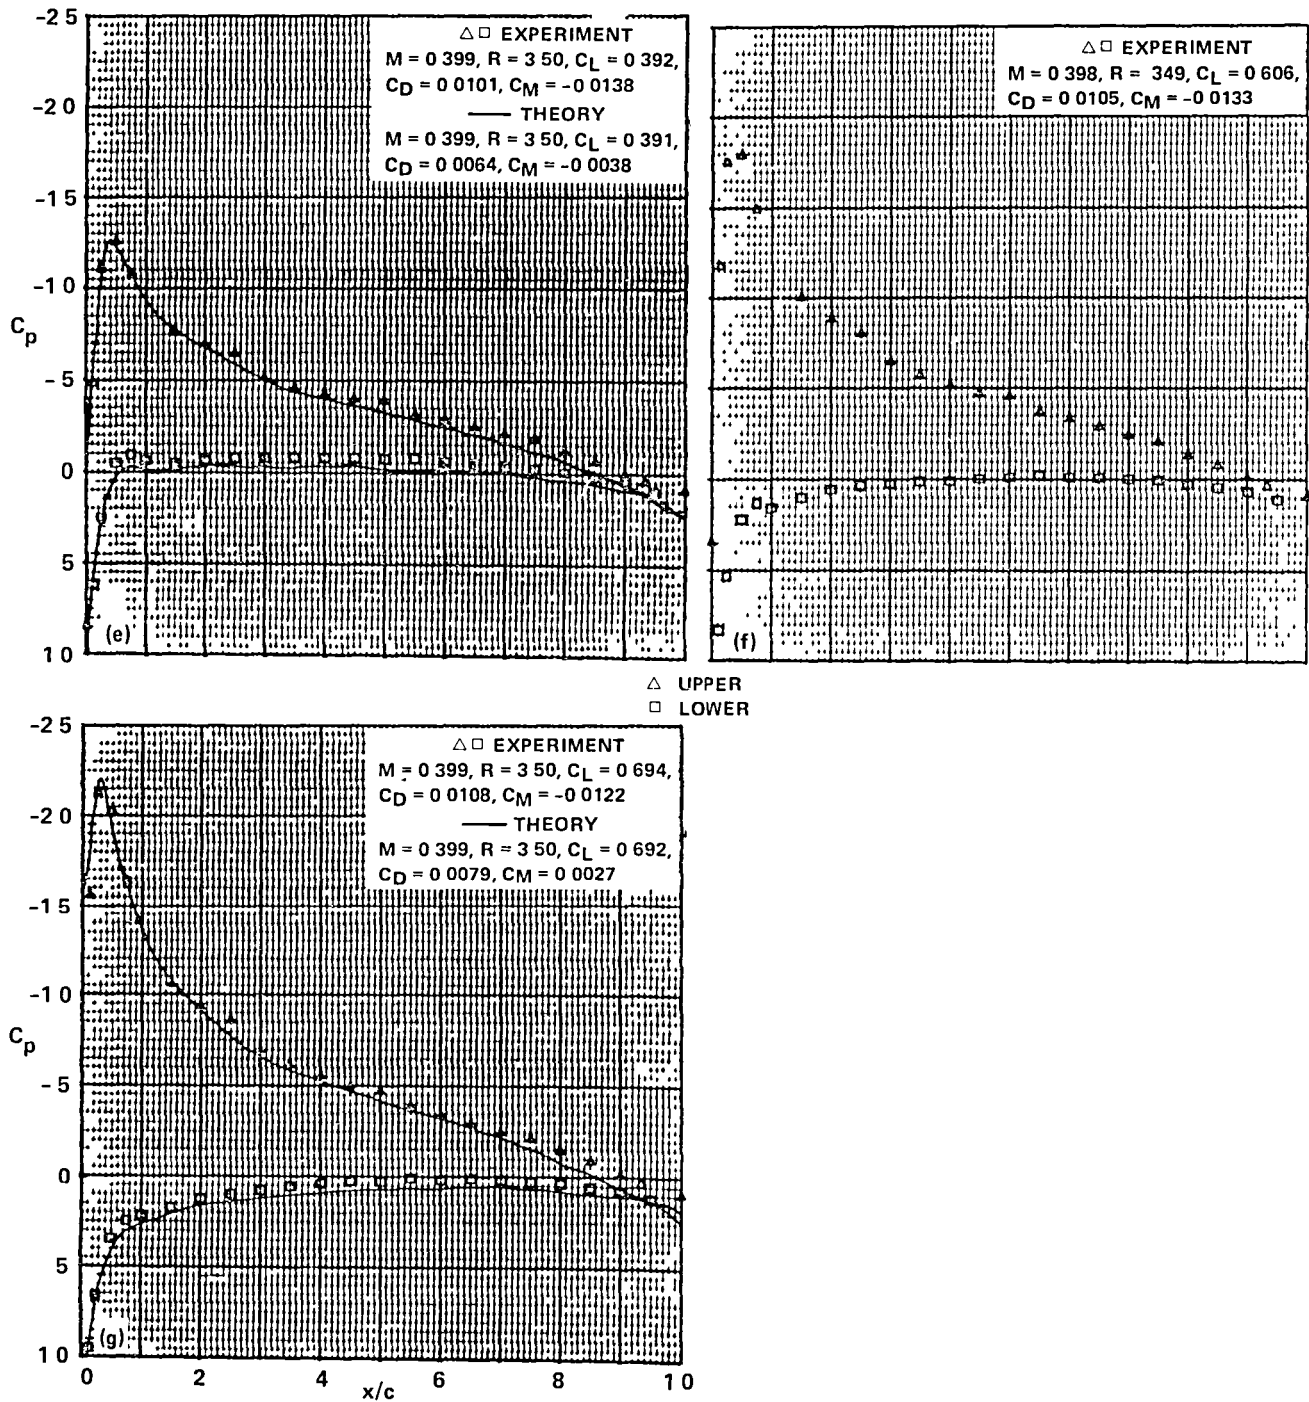 -2 5
-2 0
-1 5
-1 0
Cp
- 5
0
5
1 0
△ □ EXPERIMENT
M = 0 399, R = 3 50, CL = 0 392,
CD = 0 0101, CM = -0 0138
THEORY
M = 0 399, R = 3 50, CL = 0 391,
CD = 0 0064, CM = -0 0038
(e)
△ □ EXPERIMENT
M = 0 398, R = 349, CL = 0 606,
CD = 0 0105, CM = -0 0133
(f)
△ UPPER
□ LOWER
-2 5
-2 0
-1 5
-1 0
Cp
- 5
0
5
1 0
△ □ EXPERIMENT
M = 0 399, R = 3 50, CL = 0 694,
CD = 0 0108, CM = -0 0122
THEORY
M = 0 399, R = 3 50, CL = 0 692,
CD = 0 0079, CM = 0 0027
(g)
0 2 4 6 8 1 0
x/c